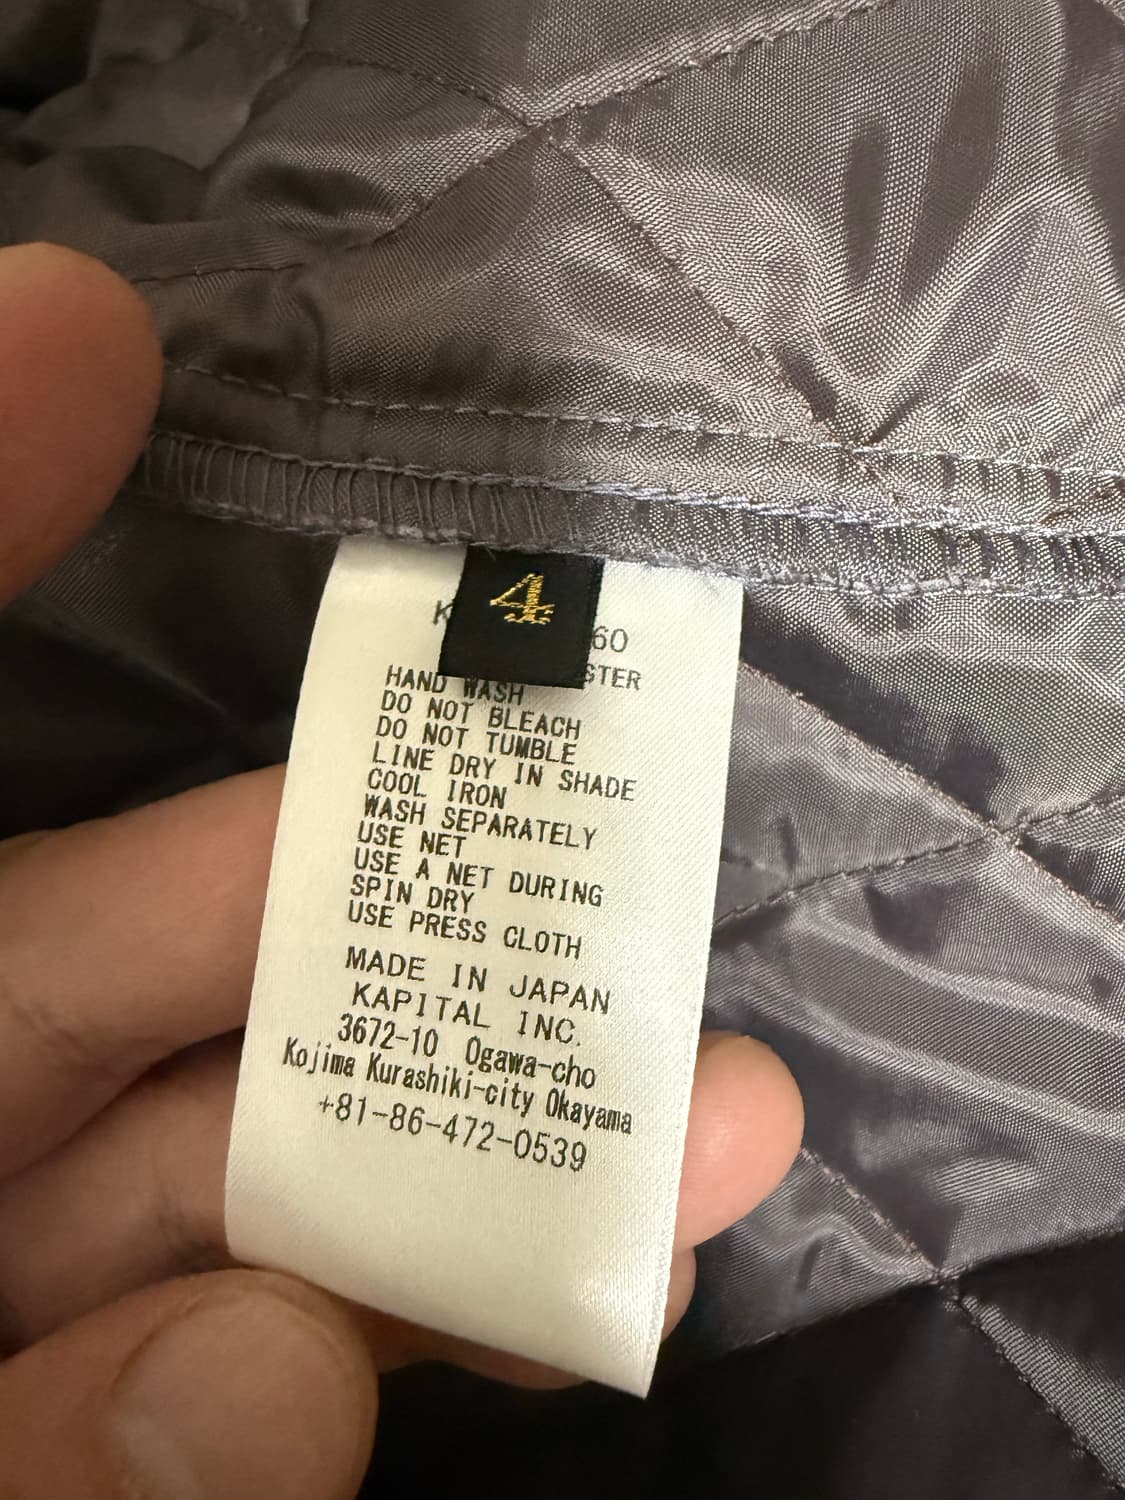 4
HAND WASH
DO NOT BLEACH
DO NOT TUMBLE
LINE DRY IN SHADE
COOL IRON
WASH SEPARATELY
USE NET
USE A NET DURING
SPIN DRY
USE PRESS CLOTH
MADE IN JAPAN
KAPITAL INC.
3672-10 Ogawa-cho
Kojima Kurashiki-city Okayama
+81-86-472-0539